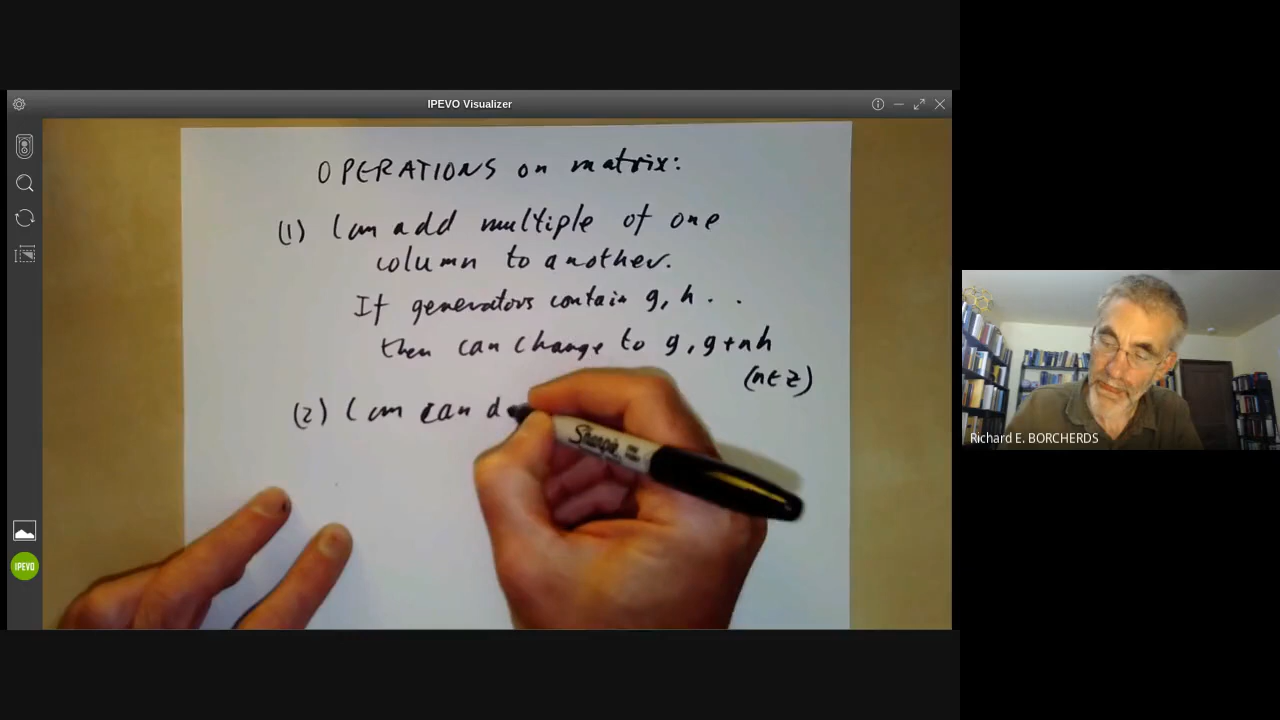 IPEVO Visualizer
OPERATIONS on matrix:
(1) Can add multiple of one
column to another.
If generators contain g, h . .
then can change to g, g+nh
(n∈Z)
(2) Can can d
Sharpie
IPEVO
Richard E. BORCHERDS